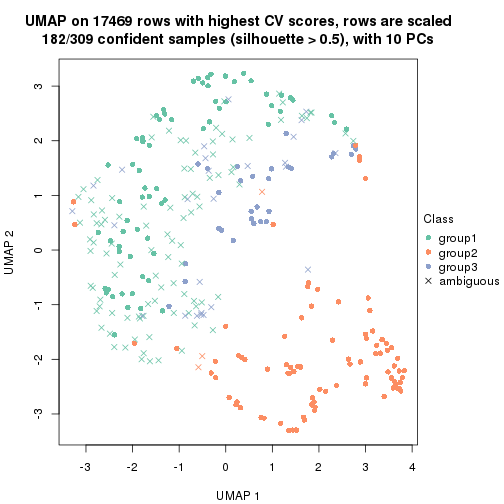 UMAP on 17469 rows with highest CV scores, rows are scaled
182/309 confident samples (silhouette > 0.5), with 10 PCs
3
2
1
0
-1
-2
-3
UMAP 2
-3
-2
-1
0
1
2
3
4
UMAP 1
Class
group1
group2
group3
ambiguous